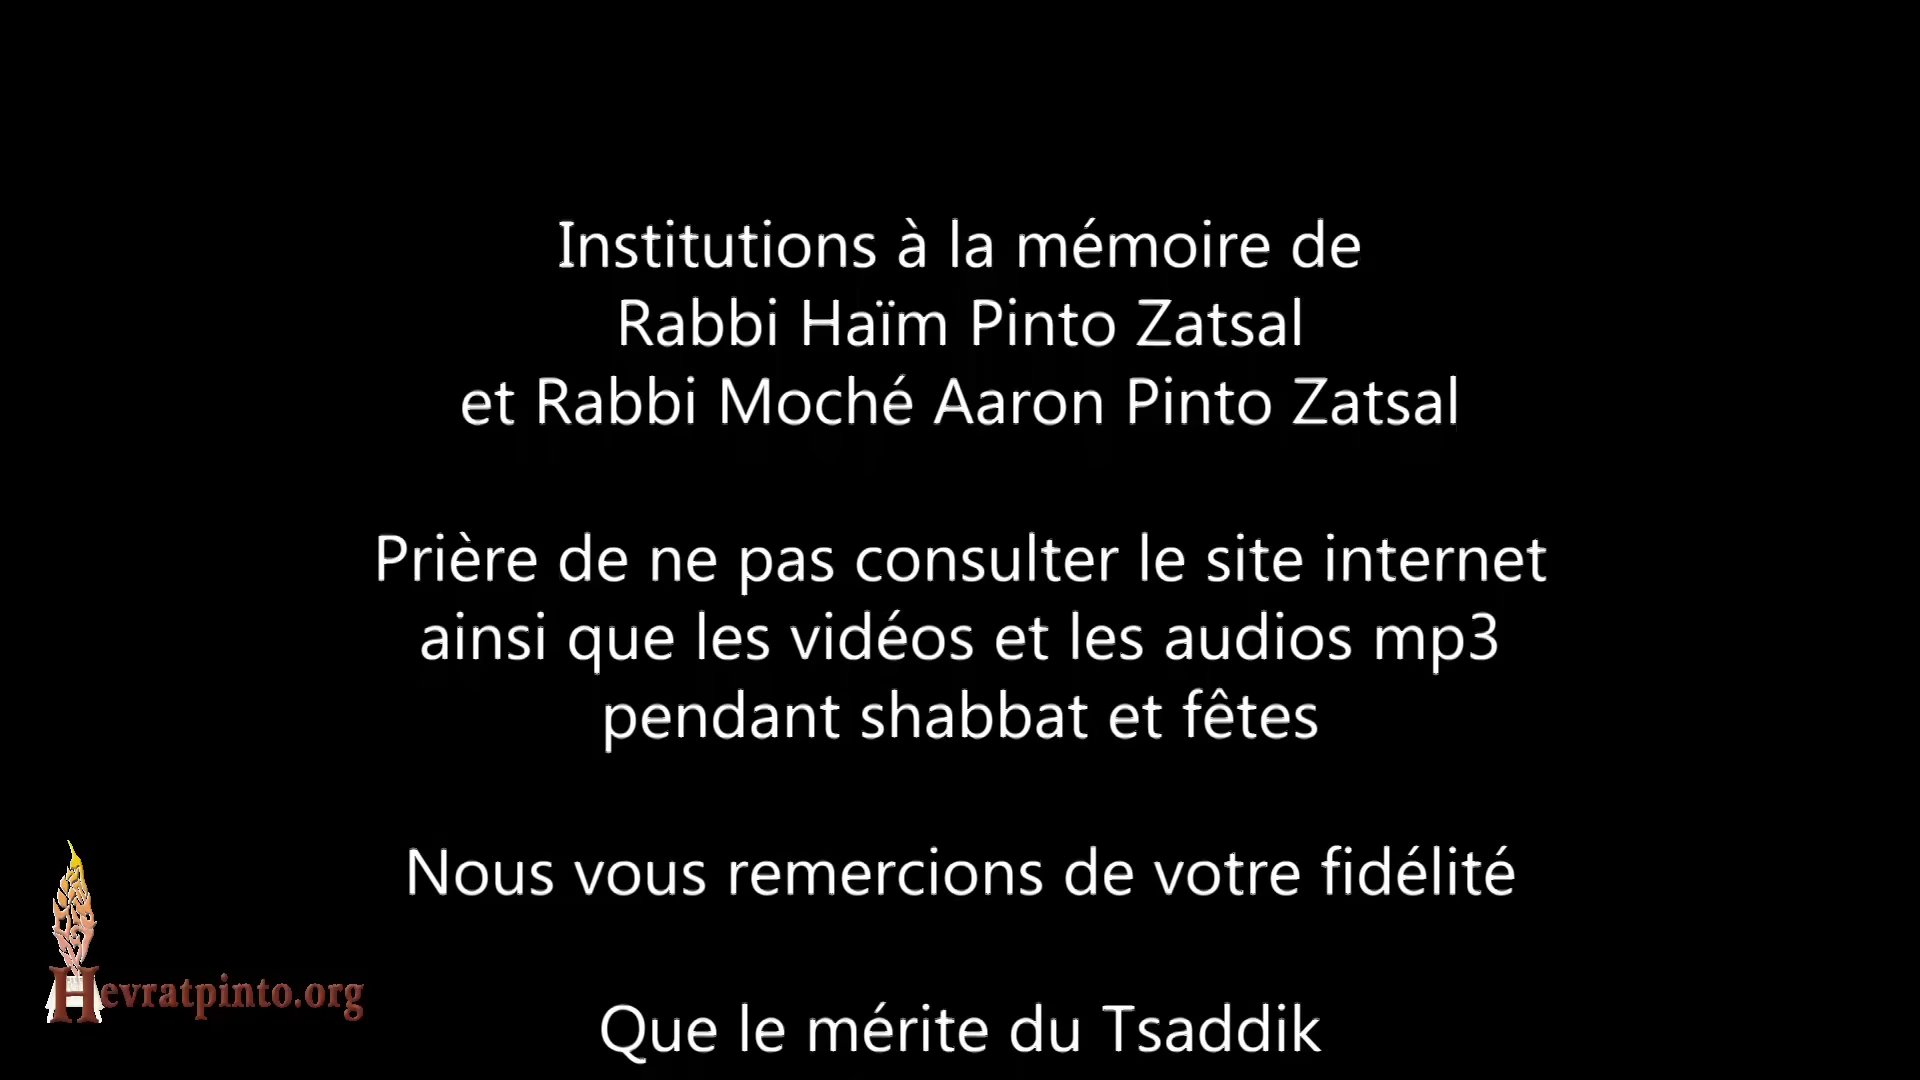 Institutions à la mémoire de
Rabbi Haïm Pinto Zatsal
et Rabbi Moché Aaron Pinto Zatsal
Prière de ne pas consulter le site internet
ainsi que les vidéos et les audios mp3
pendant shabbat et fêtes
Nous vous remercions de votre fidélité
Hevratpinto.org
Que le mérite du Tsaddik